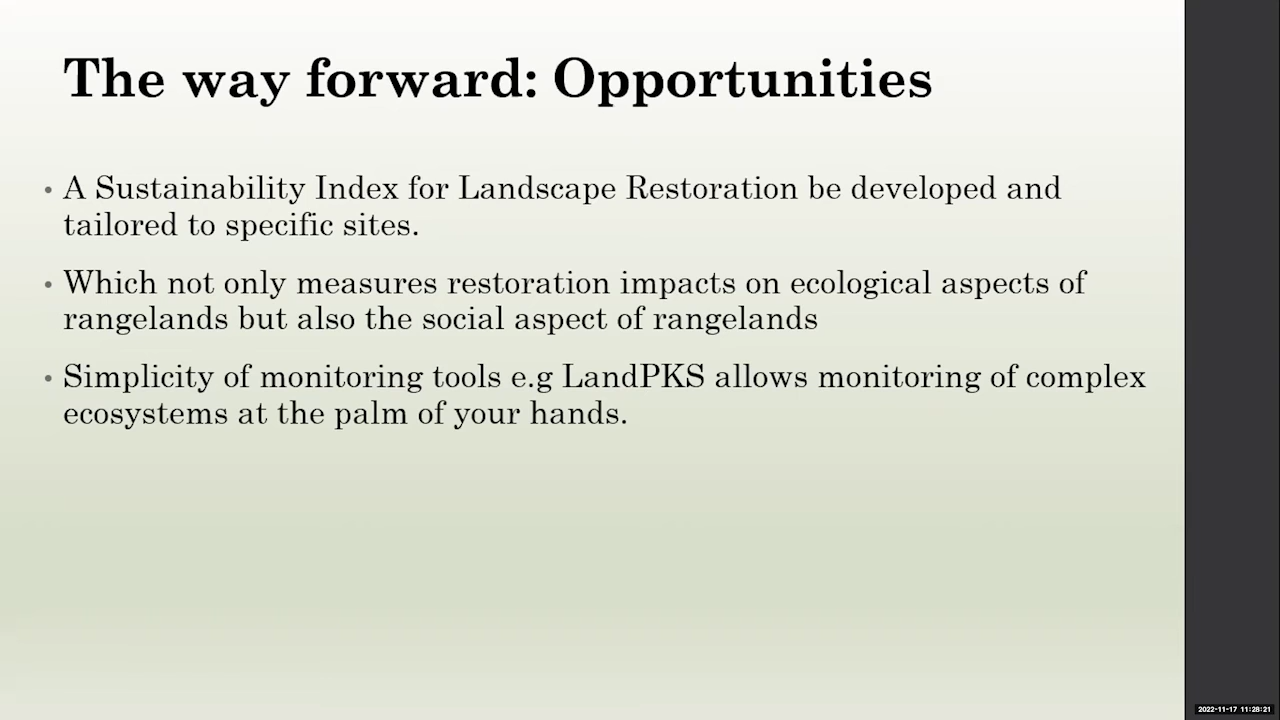 The way forward: Opportunities
• A Sustainability Index for Landscape Restoration be developed and
tailored to specific sites.
• Which not only measures restoration impacts on ecological aspects of
rangelands but also the social aspect of rangelands
• Simplicity of monitoring tools e.g LandPKS allows monitoring of complex
ecosystems at the palm of your hands.
2022-11-17 11:28:21